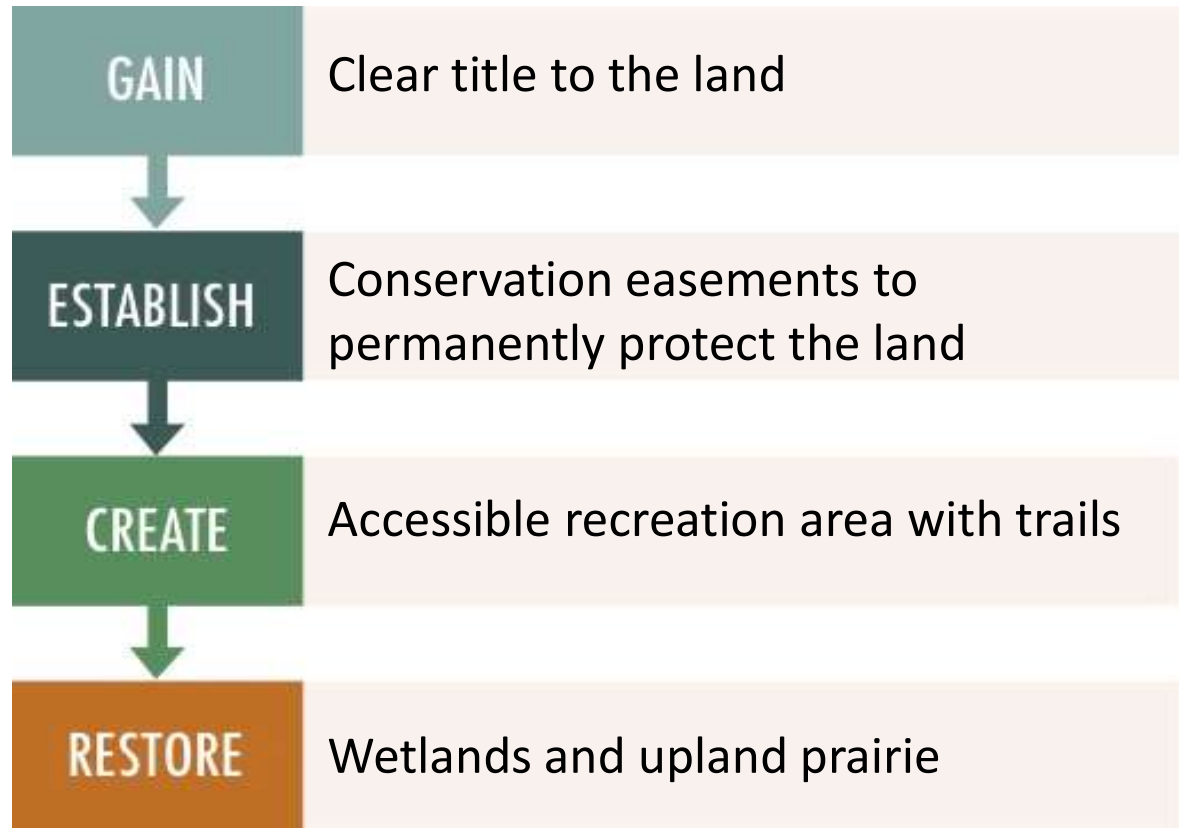 GAIN
Clear title to the land
ESTABLISH
Conservation easements to
permanently protect the land
CREATE
Accessible recreation area with trails
RESTORE
Wetlands and upland prairie